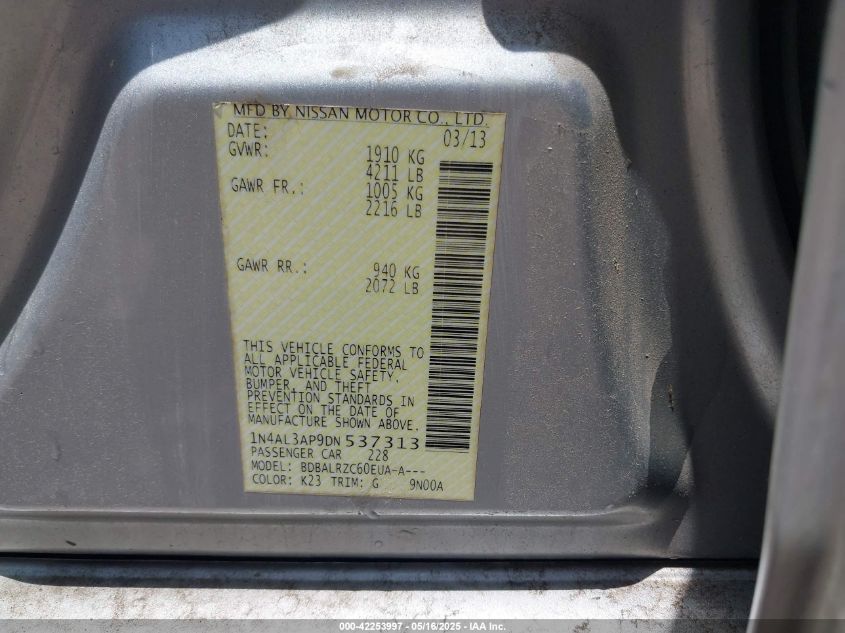 MFD BY NISSAN MOTOR CO., LTD.
DATE: 03/13
GVWR: 1910 KG
4211 LB
GAWR FR.: 1005 KG
2216 LB
GAWR RR.: 940 KG
2072 LB
THIS VEHICLE CONFORMS TO
ALL APPLICABLE FEDERAL
MOTOR VEHICLE SAFETY,
BUMPER, AND THEFT
PREVENTION STANDARDS IN
EFFECT ON THE DATE OF
MANUFACTURE SHOWN ABOVE.
1N4AL3AP9DN537313
PASSENGER CAR 228
MODEL: BDBALRZC60EUA-A---
COLOR: K23 TRIM: G 9N00A
000-42253997 - 05/16/2025 - IAA Inc.